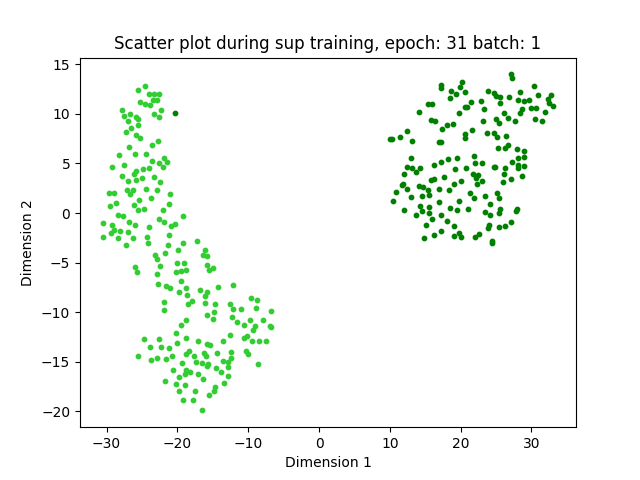 Scatter plot during sup training, epoch: 31 batch: 1
15
10
5
0
−5
−10
−15
−20
Dimension 2
−30 −20 −10 0 10 20 30
Dimension 1